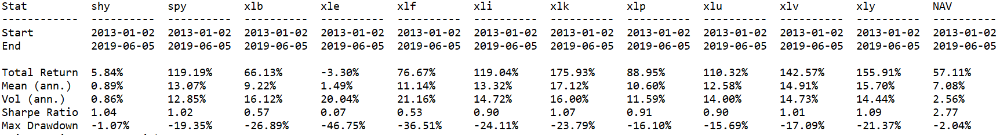 Stat          shy         spy         xlb         xle         xlf         xli         xlk         xlp         xlu         xlv         xly         NAV
------------  ----------  ----------  ----------  ----------  ----------  ----------  ----------  ----------  ----------  ----------  ----------  ----------
Start         2013-01-02  2013-01-02  2013-01-02  2013-01-02  2013-01-02  2013-01-02  2013-01-02  2013-01-02  2013-01-02  2013-01-02  2013-01-02  2013-01-02
End           2019-06-05  2019-06-05  2019-06-05  2019-06-05  2019-06-05  2019-06-05  2019-06-05  2019-06-05  2019-06-05  2019-06-05  2019-06-05  2019-06-05
Total Return  5.84%       119.19%     66.13%      -3.30%      76.67%      119.04%     175.93%     88.95%      110.32%     142.57%     155.91%     57.11%
Mean (ann.)   0.89%       13.07%      9.22%       1.49%       11.14%      13.32%      17.12%      10.60%      12.58%      14.91%      15.70%      7.08%
Vol (ann.)    0.86%       12.85%      16.12%      20.04%      21.16%      14.72%      16.00%      11.59%      14.00%      14.73%      14.44%      2.56%
Sharpe Ratio  1.04        1.02        0.57        0.07        0.53        0.90        1.07        0.91        0.90        1.01        1.09        2.77
Max Drawdown  -1.07%      -19.35%     -26.89%     -46.75%     -36.51%     -24.11%     -23.79%     -16.10%     -15.69%     -17.09%     -21.37%     -2.04%